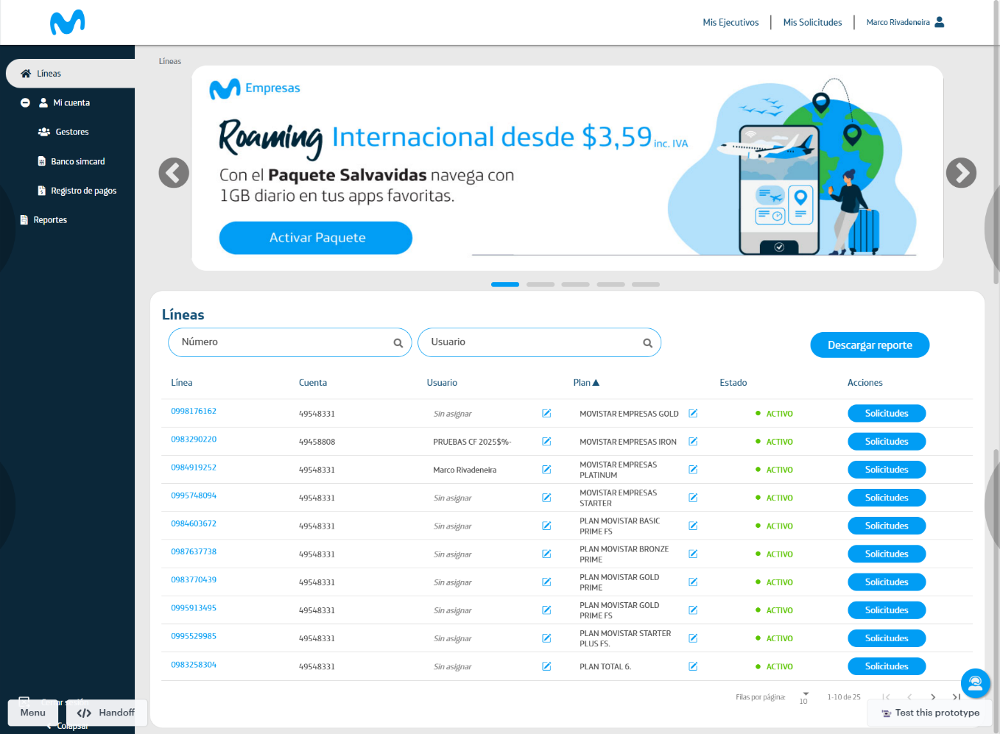 Mis Ejecutivos
Mis Solicitudes
Marco Rivadeneira
Líneas
Mi cuenta
Gestores
Banco simcard
Registro de pagos
Reportes
Cerrar sesión
Colapsar
Menu
Handoff
Líneas
Empresas
Roaming Internacional desde $3,59 inc. IVA
Con el Paquete Salvavidas navega con
1GB diario en tus apps favoritas.
Activar Paquete
Líneas
Número
Usuario
Descargar reporte
Línea Cuenta Usuario Plan▲ Estado Acciones
0998176162 49548331 Sin asignar MOVISTAR EMPRESAS GOLD ACTIVO Solicitudes
0983290220 49458808 PRUEBAS CF 2025$%- MOVISTAR EMPRESAS IRON ACTIVO Solicitudes
0984919252 49548331 Marco Rivadeneira MOVISTAR EMPRESAS PLATINUM ACTIVO Solicitudes
0995748094 49548331 Sin asignar MOVISTAR EMPRESAS STARTER ACTIVO Solicitudes
0984603672 49548331 Sin asignar PLAN MOVISTAR BASIC PRIME FS ACTIVO Solicitudes
0987637738 49548331 Sin asignar PLAN MOVISTAR BRONZE PRIME ACTIVO Solicitudes
0983770439 49548331 Sin asignar PLAN MOVISTAR GOLD PRIME ACTIVO Solicitudes
0995913495 49548331 Sin asignar PLAN MOVISTAR GOLD PRIME FS ACTIVO Solicitudes
0995529985 49548331 Sin asignar PLAN MOVISTAR STARTER PLUS FS. ACTIVO Solicitudes
0983258304 49548331 Sin asignar PLAN TOTAL 6. ACTIVO Solicitudes
Filas por página: 10 1-10 de 25
Test this prototype